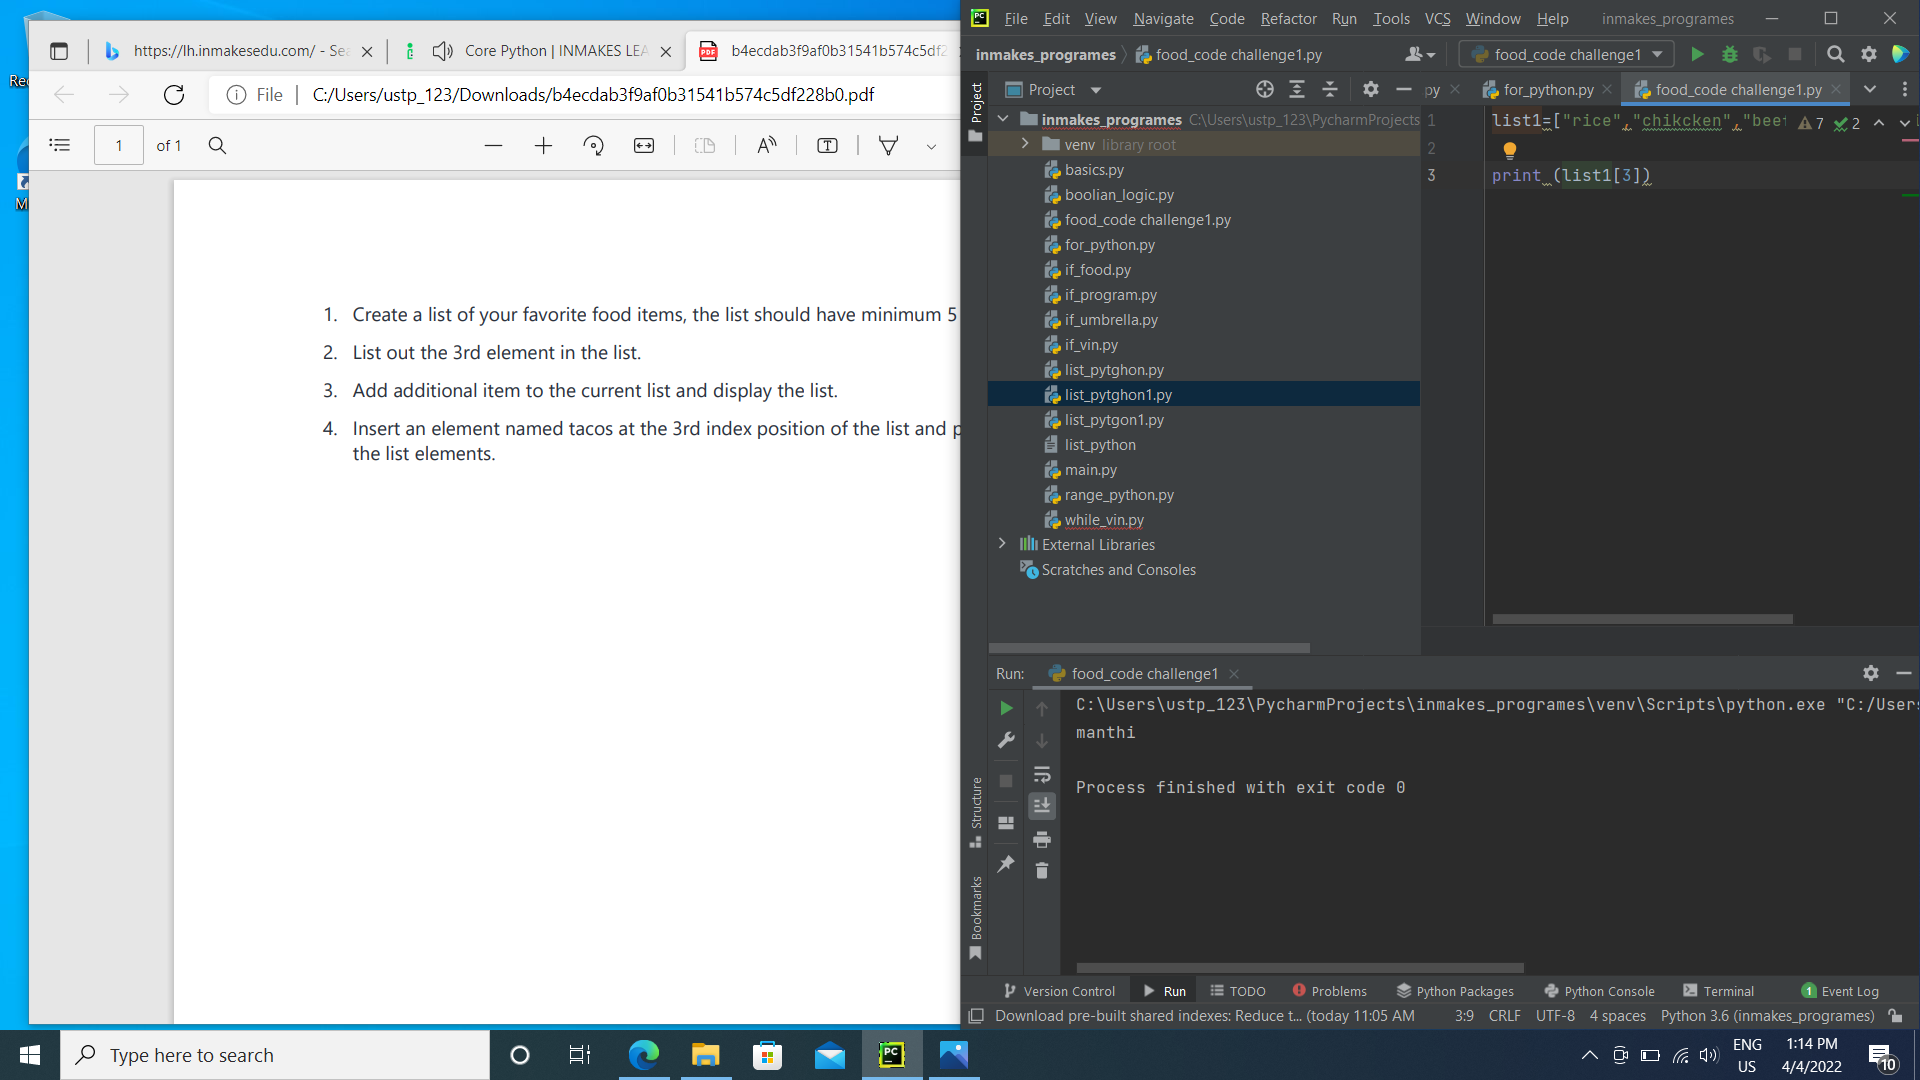 https://lh.inmakesedu.com/ - Sea
Core Python | INMAKES LEA
b4ecdab3f9af0b31541b574c5df2
File
C:/Users/ustp_123/Downloads/b4ecdab3f9af0b31541b574c5df228b0.pdf
1 of 1
1. Create a list of your favorite food items, the list should have minimum 5
2. List out the 3rd element in the list.
3. Add additional item to the current list and display the list.
4. Insert an element named tacos at the 3rd index position of the list and p
the list elements.
File Edit View Navigate Code Refactor Run Tools VCS Window Help inmakes_programes
inmakes_programes food_code challenge1.py food_code challenge1
Project py for_python.py food_code challenge1.py
Project
inmakes_programes C:\Users\ustp_123\PycharmProjects
venv library root
basics.py
boolian_logic.py
food_code challenge1.py
for_python.py
if_food.py
if_program.py
if_umbrella.py
if_vin.py
list_pytghon.py
list_pytghon1.py
list_pytgon1.py
list_python
main.py
range_python.py
while_vin.py
External Libraries
Scratches and Consoles
1 list1=["rice","chikcken","beef 7 2
2
3 print (list1[3])
Run: food_code challenge1
C:\Users\ustp_123\PycharmProjects\inmakes_programes\venv\Scripts\python.exe "C:/Users
manthi
Process finished with exit code 0
Structure
Bookmarks
Version Control Run TODO Problems Python Packages Python Console Terminal 1 Event Log
Download pre-built shared indexes: Reduce t... (today 11:05 AM 3:9 CRLF UTF-8 4 spaces Python 3.6 (inmakes_programes)
Type here to search
ENG
US
1:14 PM
4/4/2022
10